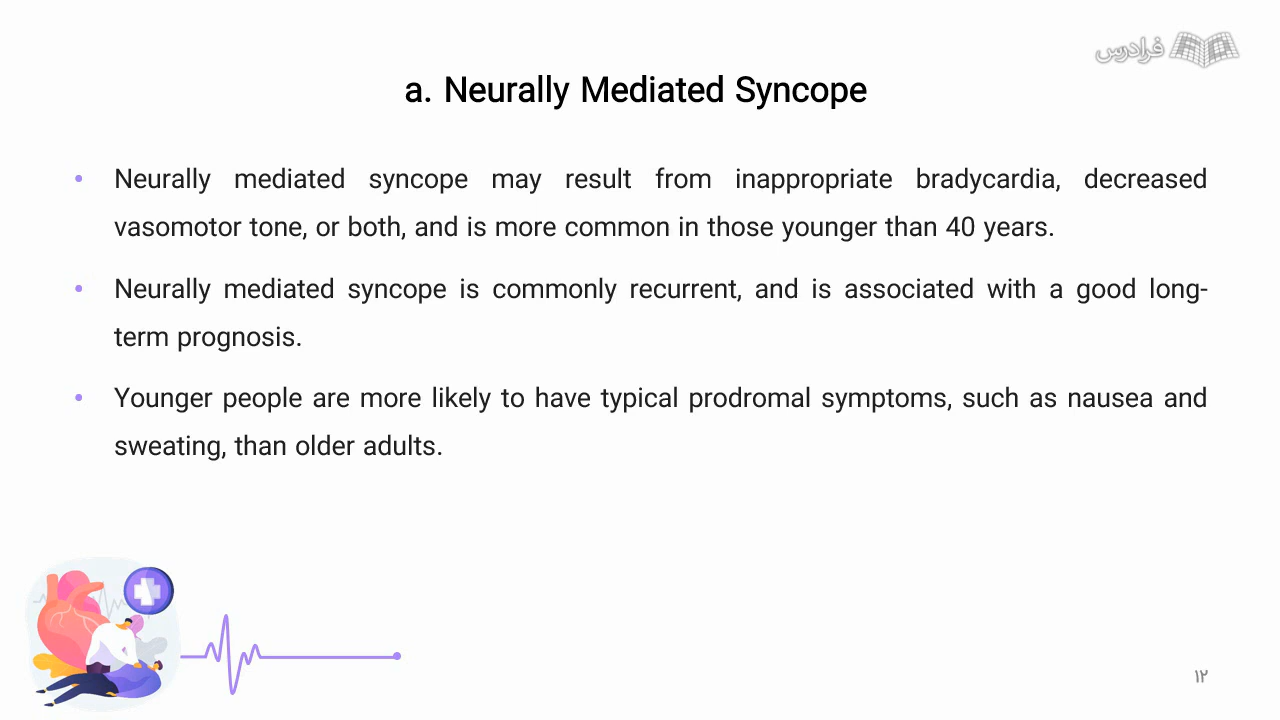 فرادرس
a. Neurally Mediated Syncope
• Neurally mediated syncope may result from inappropriate bradycardia, decreased
vasomotor tone, or both, and is more common in those younger than 40 years.
• Neurally mediated syncope is commonly recurrent, and is associated with a good long-
term prognosis.
• Younger people are more likely to have typical prodromal symptoms, such as nausea and
sweating, than older adults.
۱۲